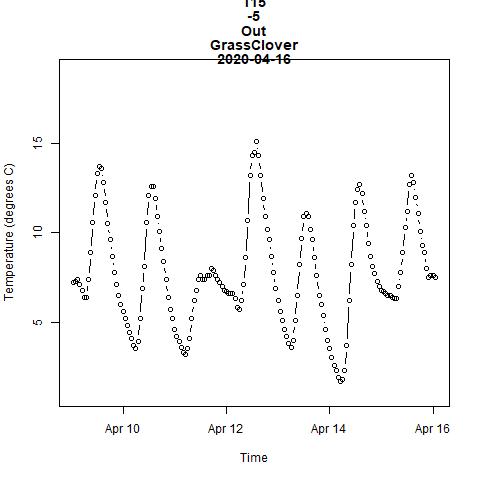 T15
-5
Out
GrassClover
2020-04-16
Temperature (degrees C)
15
10
5
Apr 10
Apr 12
Apr 14
Apr 16
Time